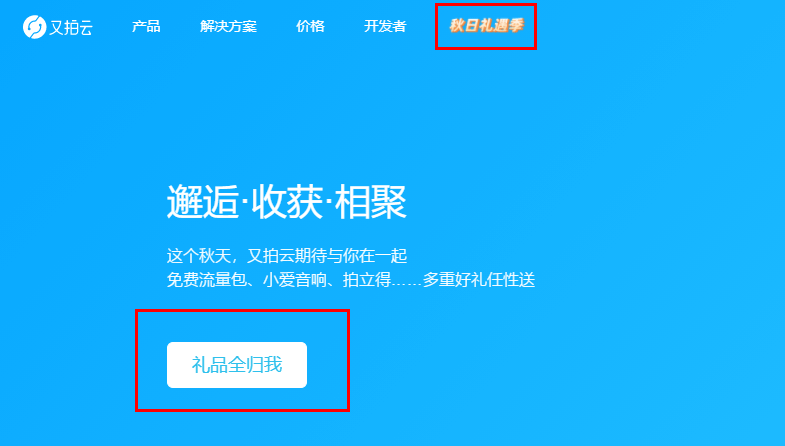 又拍云 产品 解决方案 价格 开发者 秋日礼遇季
邂逅·收获·相聚
这个秋天，又拍云期待与你在一起
免费流量包、小爱音响、拍立得……多重好礼任性送
礼品全归我